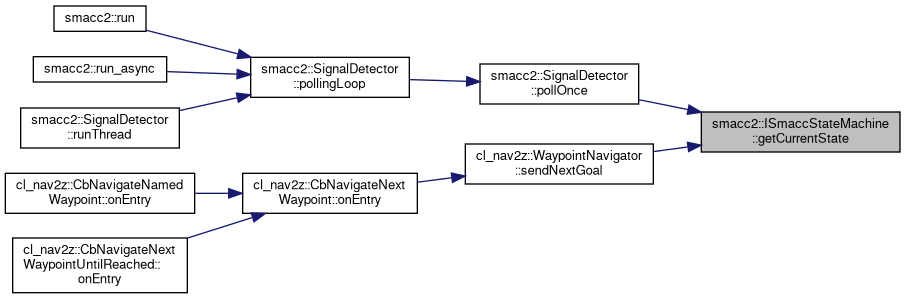 smacc2::run
smacc2::run_async
smacc2::SignalDetector
::runThread
smacc2::SignalDetector
::pollingLoop
smacc2::SignalDetector
::pollOnce
smacc2::ISmaccStateMachine
::getCurrentState
cl_nav2z::WaypointNavigator
::sendNextGoal
cl_nav2z::CbNavigateNext
Waypoint::onEntry
cl_nav2z::CbNavigateNamed
Waypoint::onEntry
cl_nav2z::CbNavigateNext
WaypointUntilReached::
onEntry